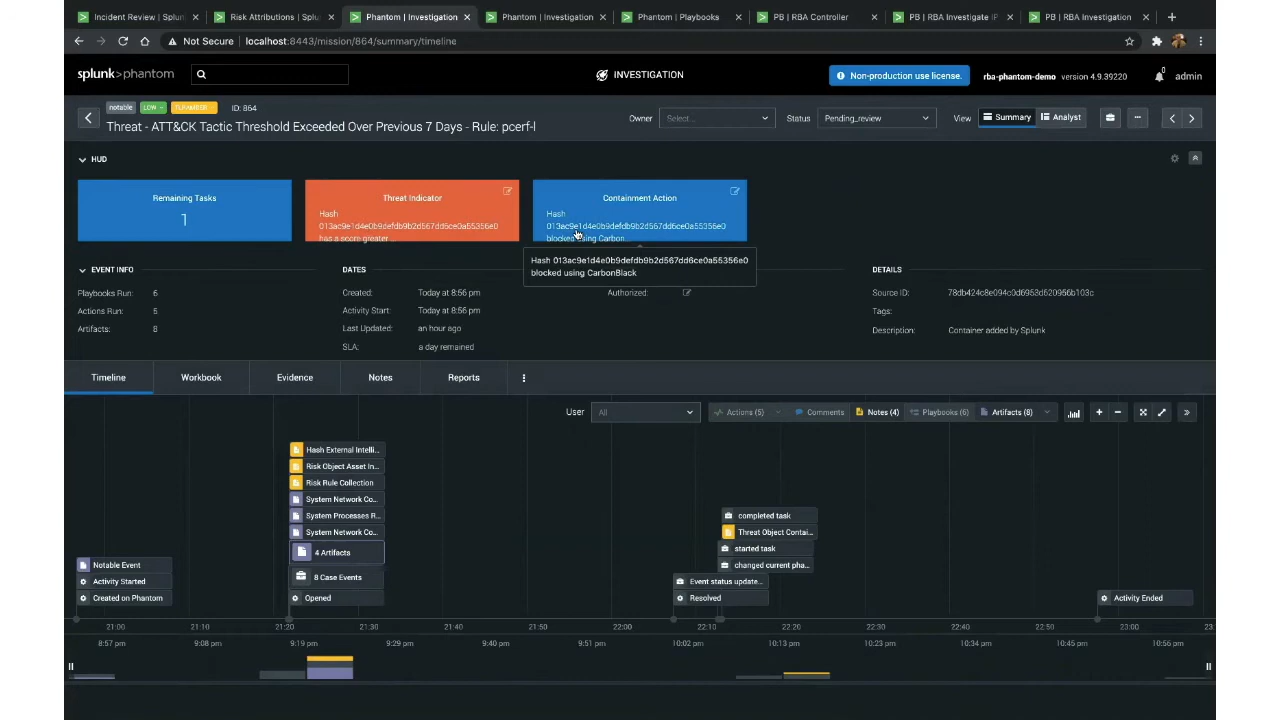 Incident Review | Splun
Risk Attributions | Splunk
Phantom | Investigation
Phantom | Investigation
Phantom | Playbooks
PB | RBA Controller
PB | RBA Investigate IP
PB | RBA Investigation
Not Secure
localhost:8443/mission/864/summary/timeline
splunk>phantom
INVESTIGATION
Non-production use license.
rba-phantom-demo version 4.9.39220
0
admin
notable
LOW
TLP:AMBER
ID: 864
Threat - ATT&CK Tactic Threshold Exceeded Over Previous 7 Days - Rule: pcerf-l
Owner
Select...
Status
Pending_review
View
Summary
Analyst
HUD
Remaining Tasks
1
Threat Indicator
Hash
013ac9e1d4e0b9defdb9b2d567dd6ce0a55356e0
has a score greater ...
Containment Action
Hash
013ac9e1d4e0b9defdb9b2d567dd6ce0a55356e0
blocked using Carbon...
Hash 013ac9e1d4e0b9defdb9b2d567dd6ce0a55356e0
blocked using CarbonBlack
EVENT INFO
Playbooks Run: 6
Actions Run: 5
Artifacts: 8
DATES
Created: Today at 8:56 pm
Activity Start: Today at 8:56 pm
Last Updated: an hour ago
SLA: a day remained
Authorized:
DETAILS
Source ID: 78db424c8e094c0d6953d620956b103c
Tags:
Description: Container added by Splunk
Timeline
Workbook
Evidence
Notes
Reports
User
All
Actions (5)
Comments
Notes (4)
Playbooks (6)
Artifacts (8)
Hash External Intelli...
Risk Object Asset In...
Risk Rule Collection
System Network Co...
System Processes R...
System Network Co...
4 Artifacts
8 Case Events
Opened
Notable Event
Activity Started
Created on Phantom
completed task
Threat Object Contai...
started task
changed current pha...
Event status update...
Resolved
Activity Ended
21:00 21:10 21:20 21:30 21:40 21:50 22:00 22:10 22:20 22:30 22:40 22:50 23:00 23:
8:57 pm 9:08 pm 9:19 pm 9:29 pm 9:40 pm 9:51 pm 10:02 pm 10:13 pm 10:23 pm 10:34 pm 10:45 pm 10:56 pm